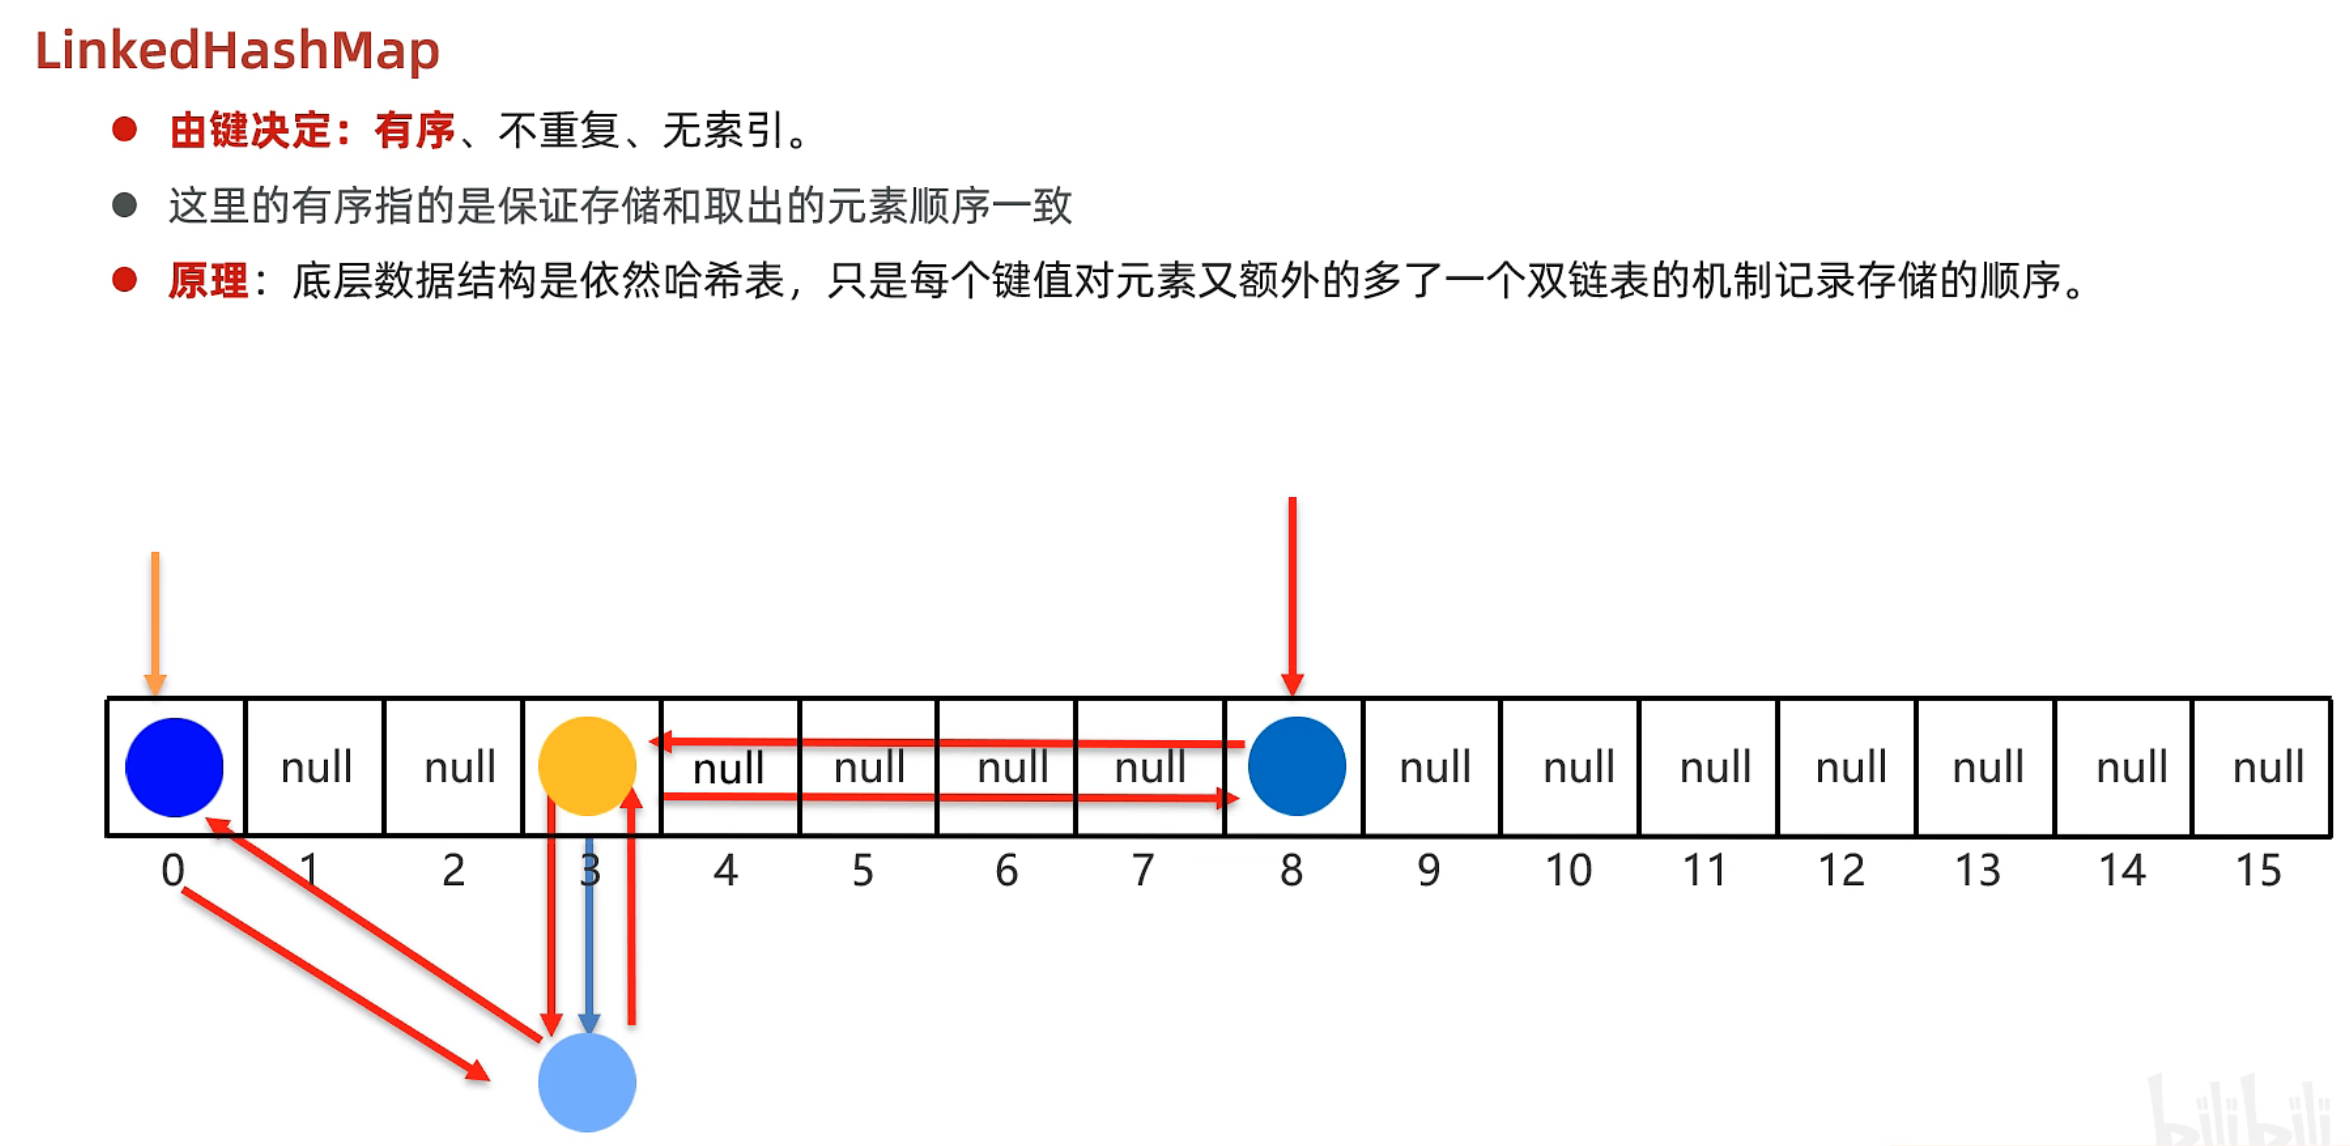 LinkedHashMap
由键决定：有序、不重复、无索引。
这里的有序指的是保证存储和取出的元素顺序一致
原理：底层数据结构是依然哈希表，只是每个键值对元素又额外的多了一个双链表的机制记录存储的顺序。
null null null null null null null null null null null null null
0 1 2 3 4 5 6 7 8 9 10 11 12 13 14 15
bilibili